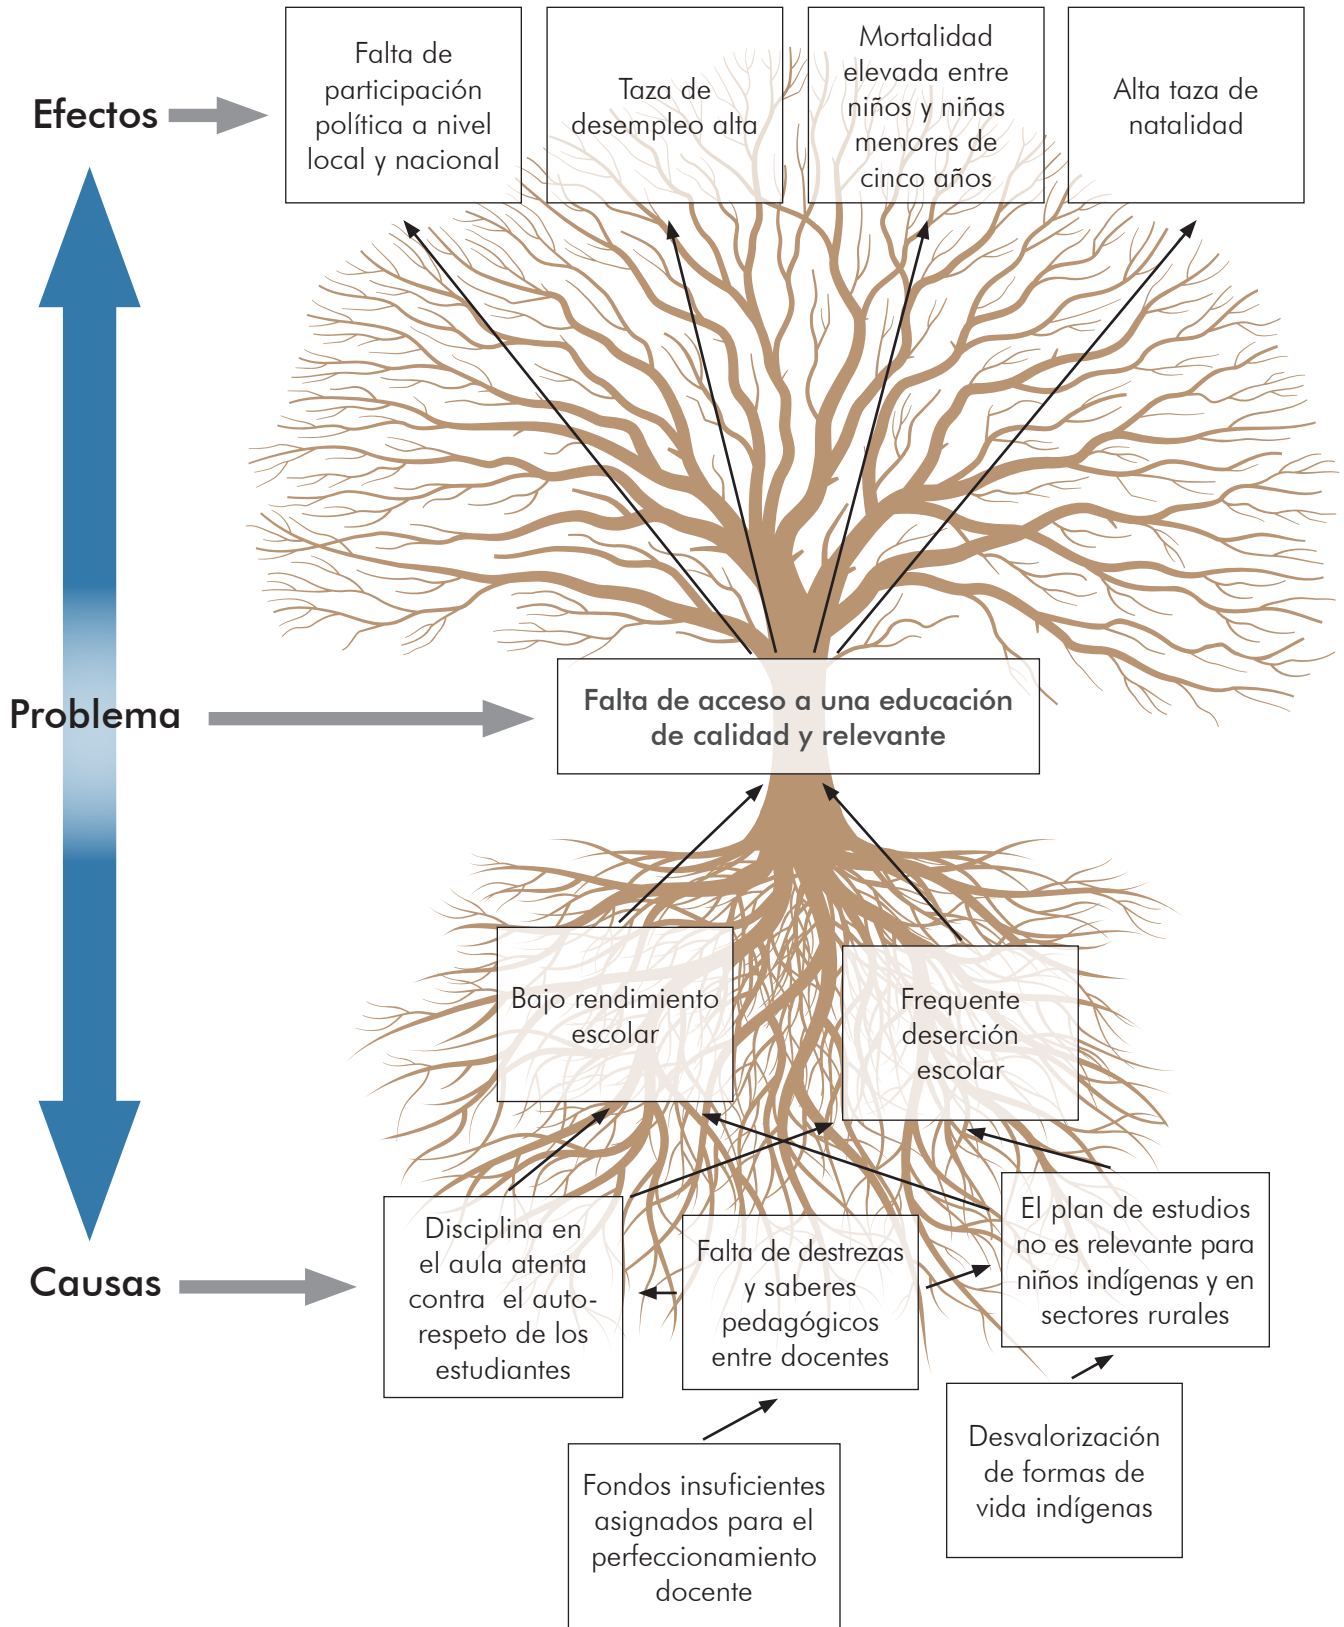 Efectos
Falta de
participación
política a nivel
local y nacional
Taza de
desempleo alta
Mortalidad
elevada entre
niños y niñas
menores de
cinco años
Alta taza de
natalidad
Problema
Falta de acceso a una educación
de calidad y relevante
Bajo rendimiento
escolar
Frequente
deserción
escolar
Causas
Disciplina en
el aula atenta
contra el auto-
respeto de los
estudiantes
Falta de destrezas
y saberes
pedagógicos
entre docentes
El plan de estudios
no es relevante para
niños indígenas y en
sectores rurales
Fondos insuficientes
asignados para el
perfeccionamiento
docente
Desvalorización
de formas de
vida indígenas